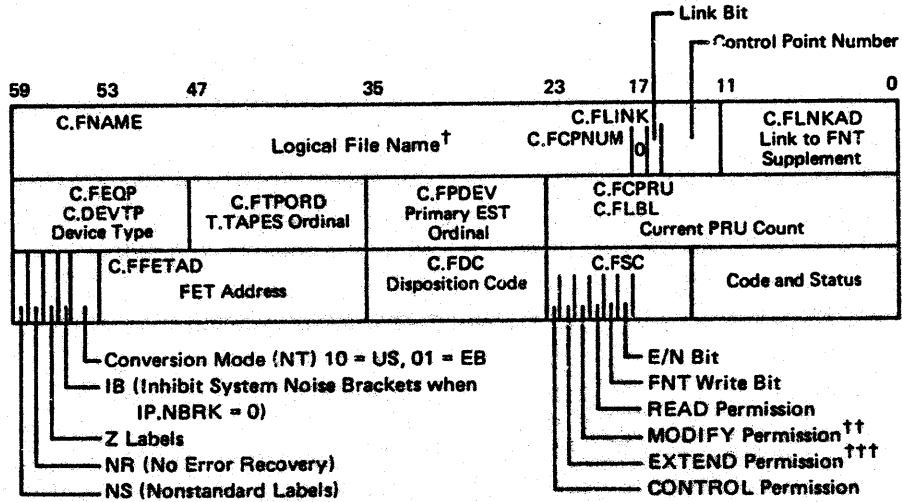 Link Bit
Control Point Number
59 53 47 35 23 17 11 0
C.FNAME
Logical File Name†
C.FLINK
C.FCPNUM
0
C.FLNKAD
Link to FNT
Supplement
C.FEQP
C.DEVTP
Device Type
C.FTPORD
T.TAPES Ordinal
C.FPDEV
Primary EST
Ordinal
C.FCPRU
C.FLBL
Current PRU Count
C.FFETAD
FET Address
C.FDC
Disposition Code
C.FSC
Code and Status
Conversion Mode (NT) 10 = US, 01 = EB
IB (Inhibit System Noise Brackets when
IP.NBRK = 0)
Z Labels
NR (No Error Recovery)
NS (Nonstandard Labels)
E/N Bit
FNT Write Bit
READ Permission
MODIFY Permission††
EXTEND Permission†††
CONTROL Permission